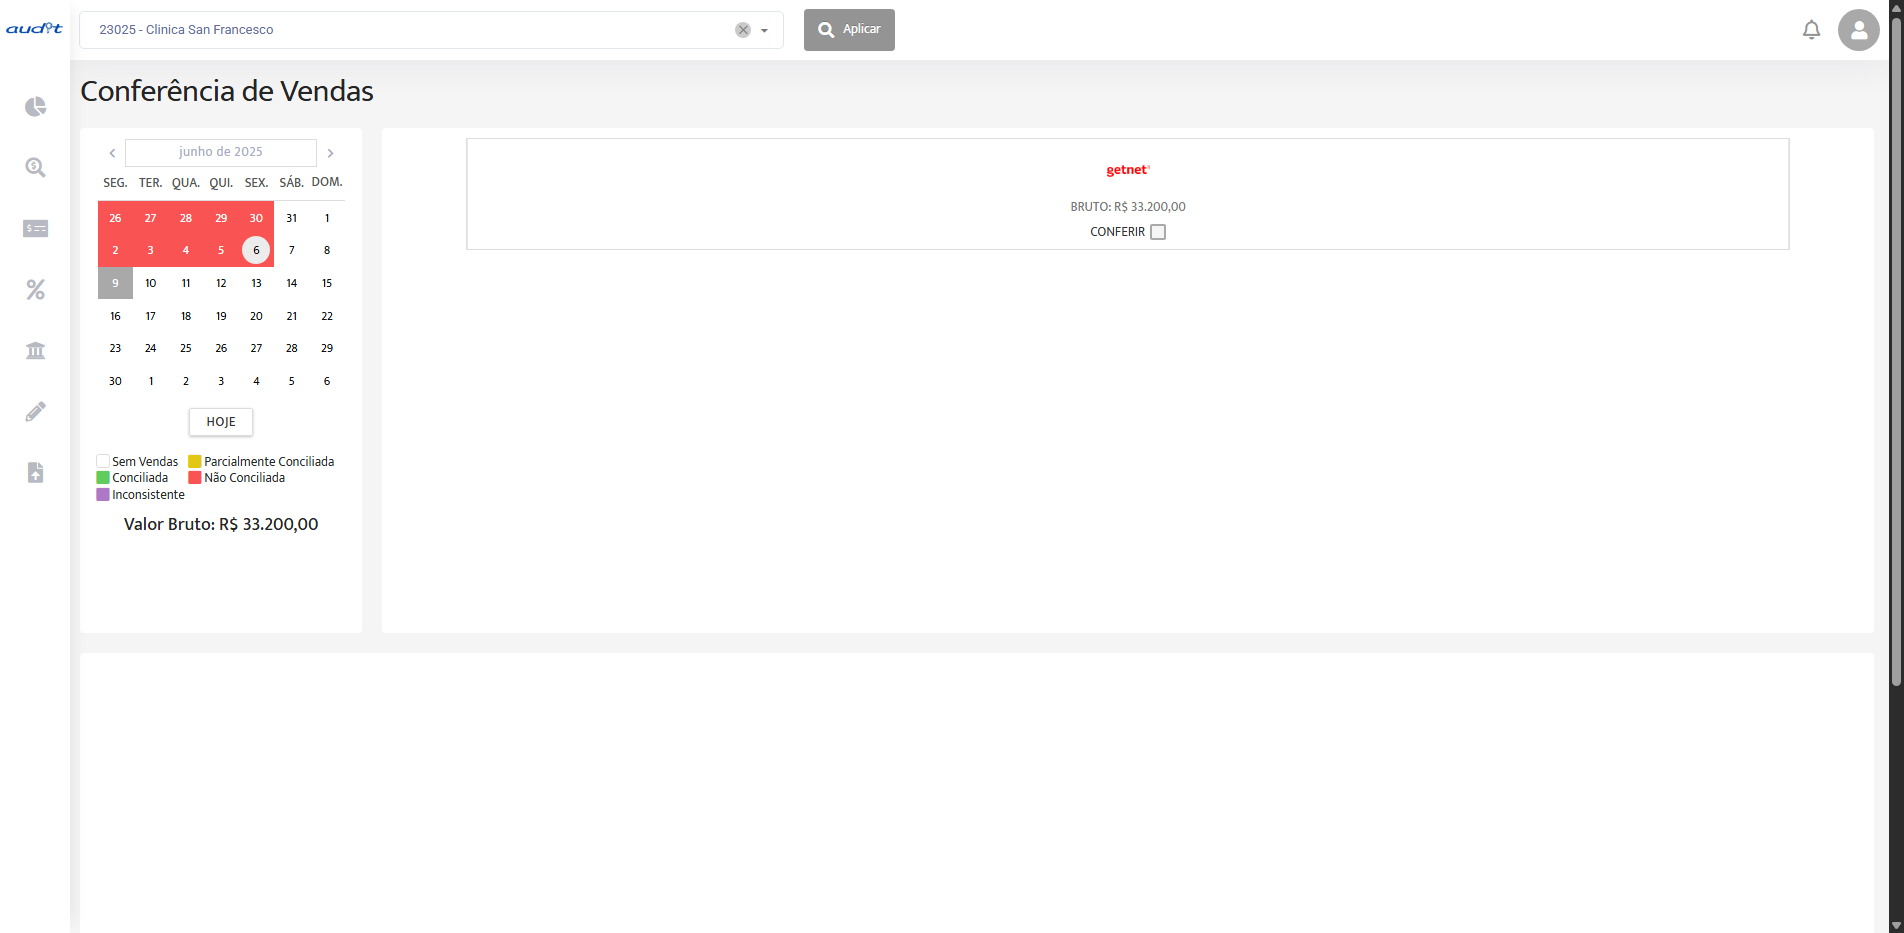 audit
23025 - Clinica San Francesco
Aplicar
Conferência de Vendas
junho de 2025
SEG. TER. QUA. QUI. SEX. SÁB. DOM.
26 27 28 29 30 31 1
2 3 4 5 6 7 8
9 10 11 12 13 14 15
16 17 18 19 20 21 22
23 24 25 26 27 28 29
30 1 2 3 4 5 6
HOJE
Sem Vendas Parcialmente Conciliada
Conciliada Não Conciliada
Inconsistente
Valor Bruto: R$ 33.200,00
getnet
BRUTO: R$ 33.200,00
CONFERIR